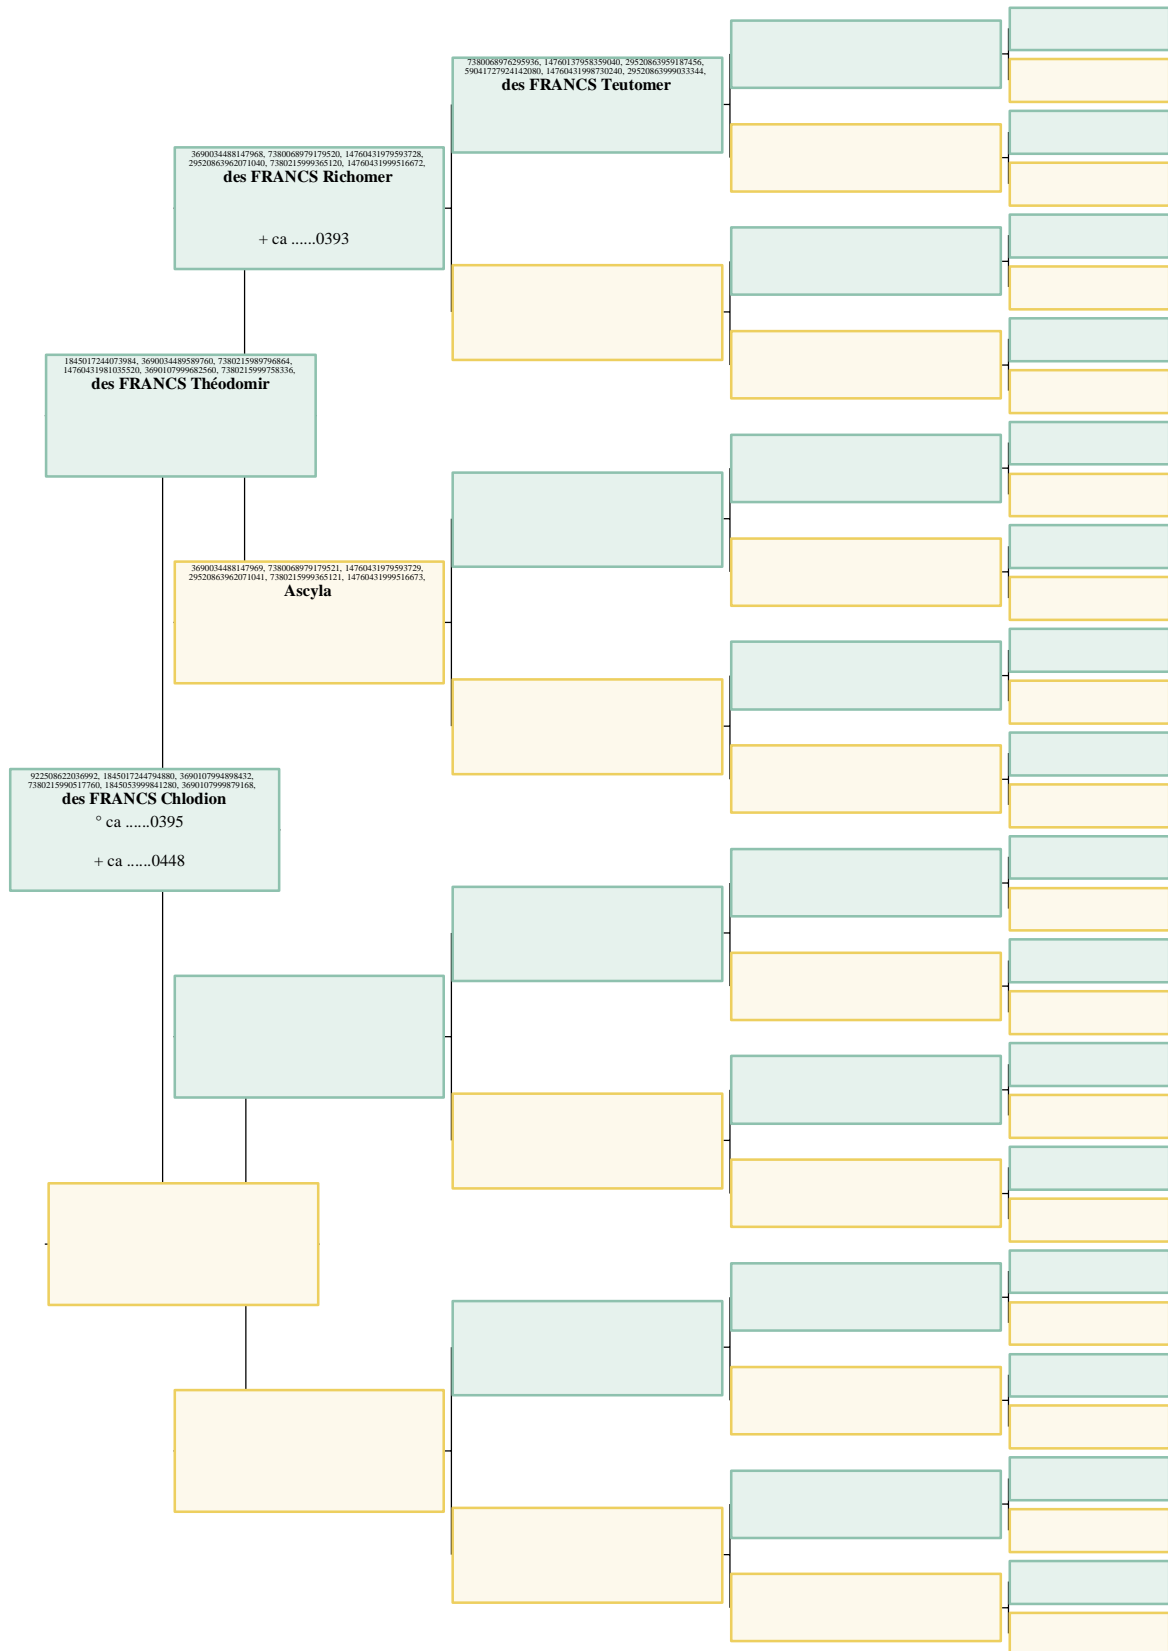 7380068976295936, 14760137958359040, 29520863959187456,
59041727924142080, 14760431998730240, 29520863999033344,
des FRANCS Teutomer
3690034488147968, 7380068979179520, 14760431979593728,
29520863962071040, 7380215999365120, 14760431999516672,
des FRANCS Richomer
+ ca ......0393
1845017244073984, 3690034489589760, 7380215989796864,
14760431981035520, 3690107999682560, 7380215999758336,
des FRANCS Théodomir
3690034488147969, 7380068979179521, 14760431979593729,
29520863962071041, 7380215999365121, 14760431999516673,
Ascyla
922508622036992, 1845017244794880, 3690107994898432,
7380215990517760, 1845053999841280, 3690107999879168,
des FRANCS Chlodion
° ca ......0395
+ ca ......0448